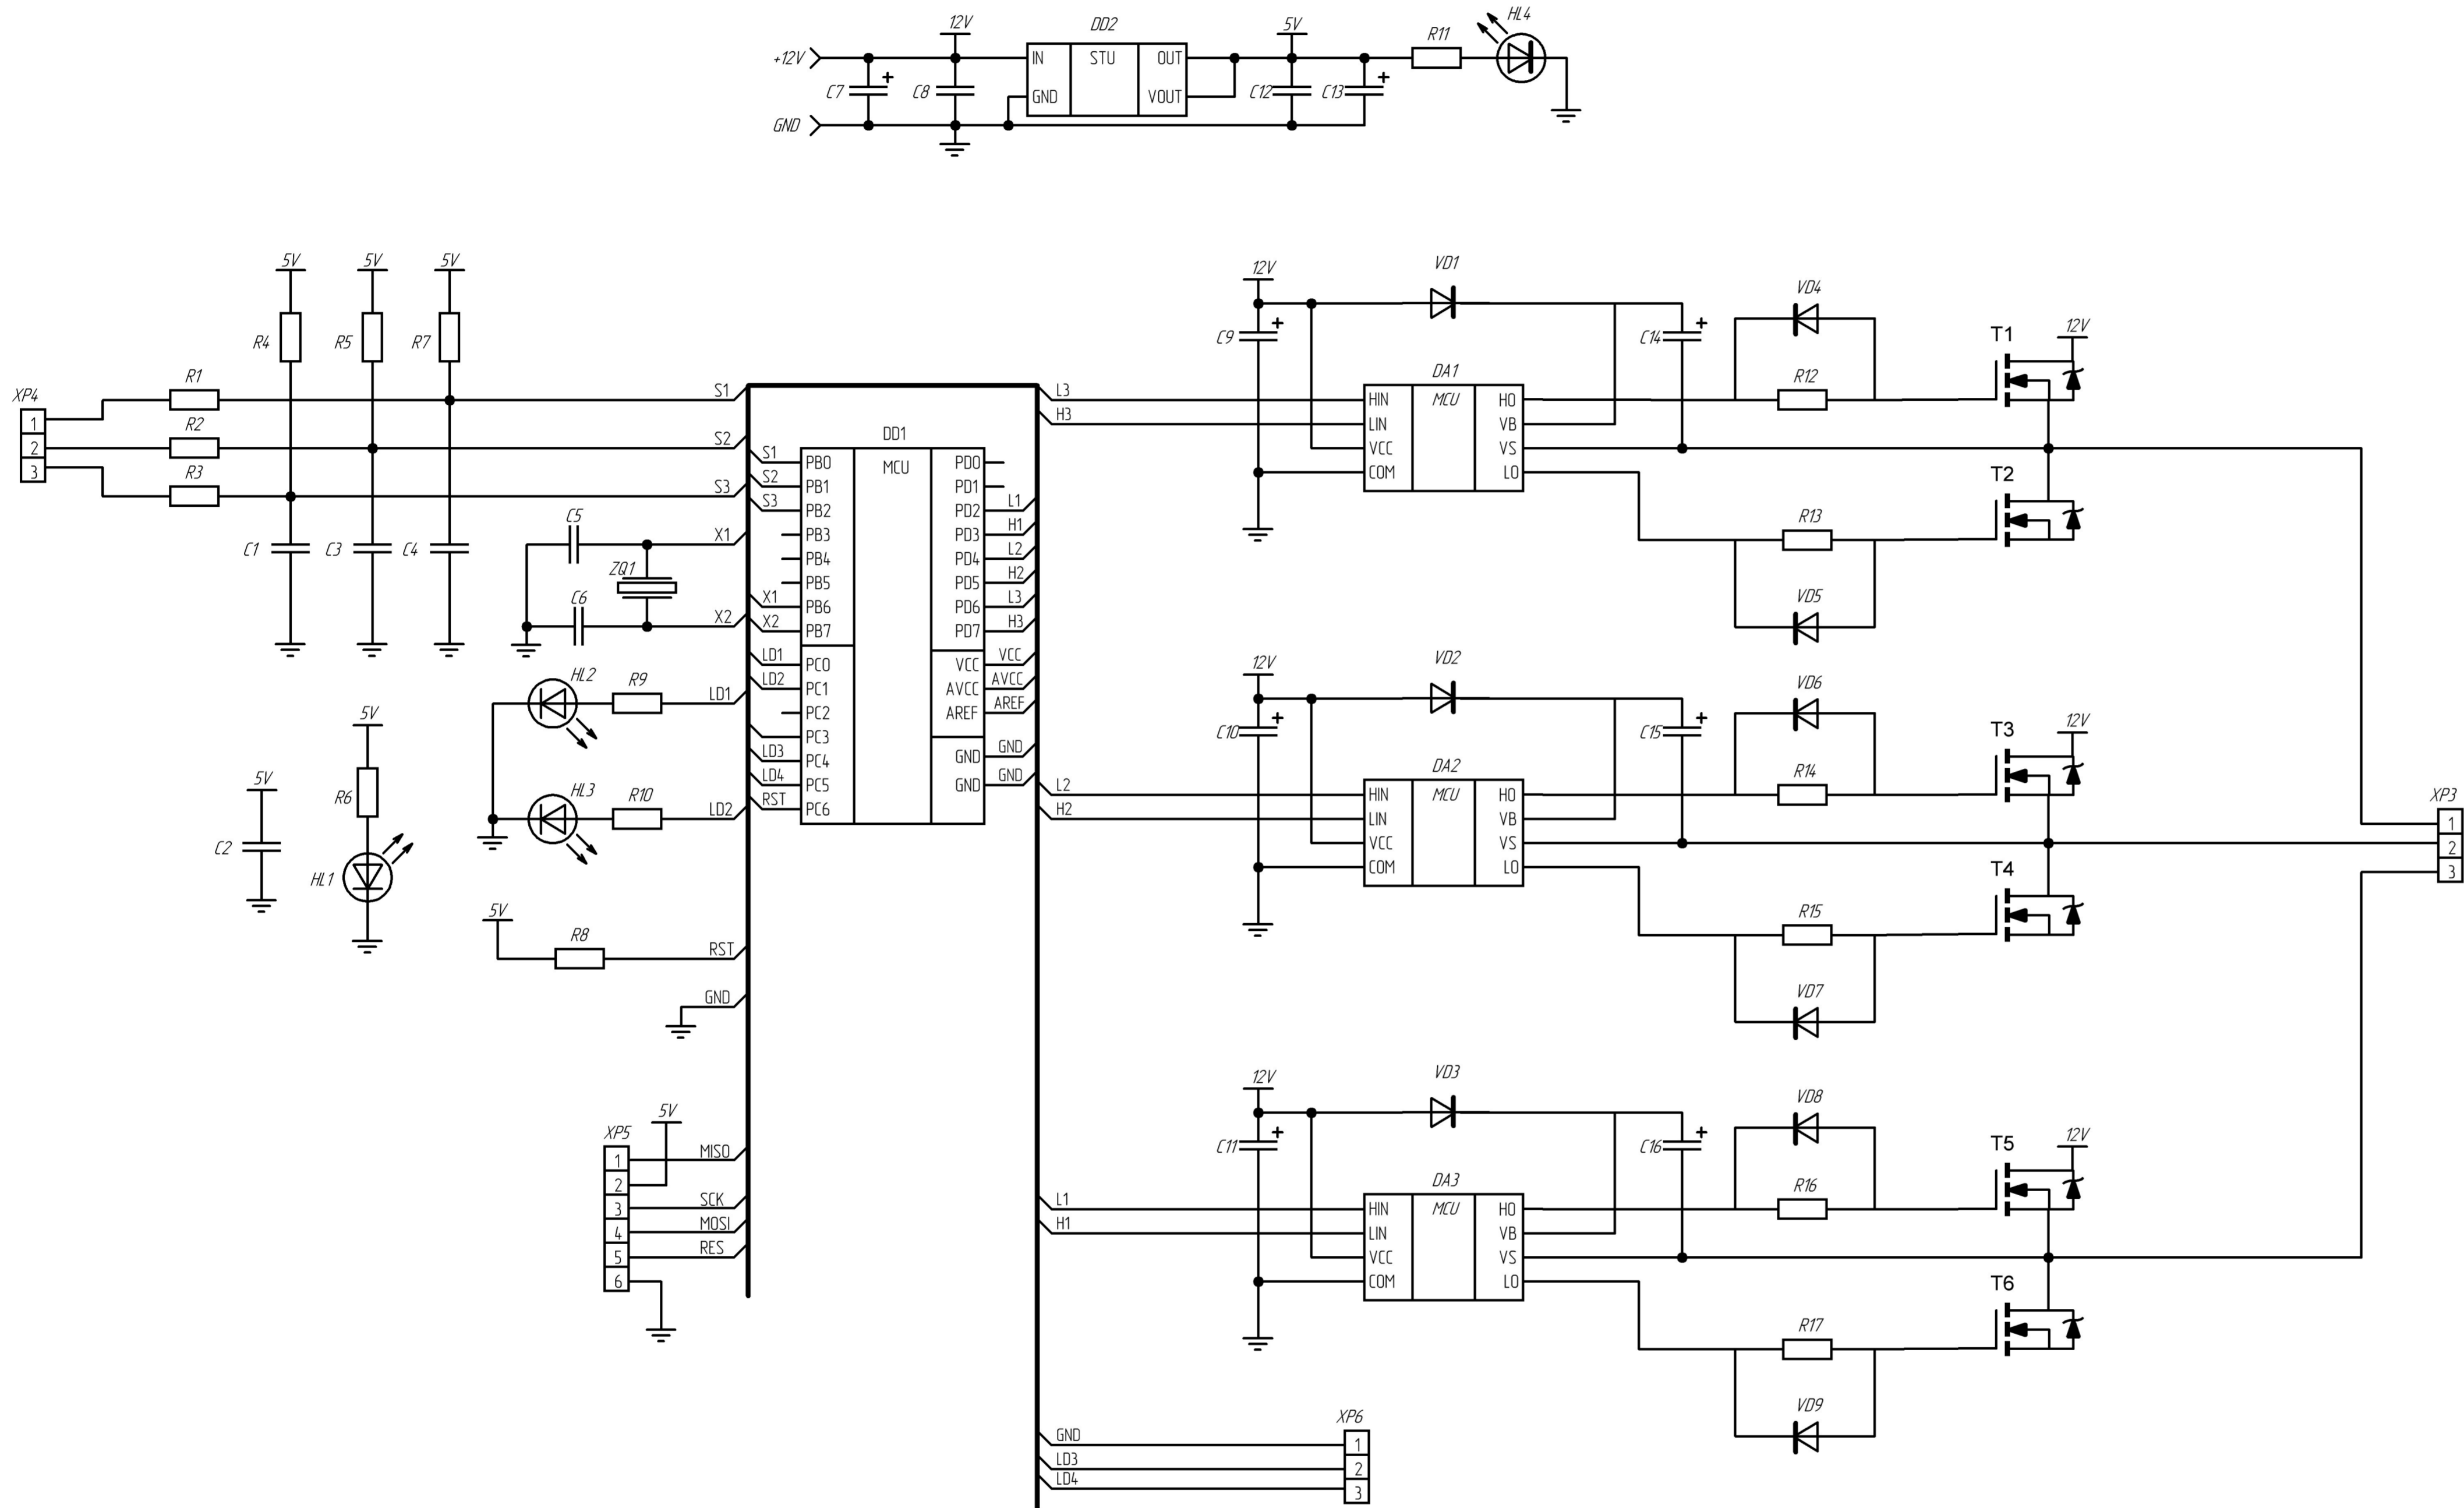 12V DD2 5V R11 HL4
+12V IN STU OUT
C7 + C8 GND VOUT C12 C13 +
GND
5V 5V 5V
R4 R5 R7
XP4 R1 S1
1
2 R2 S2
3 R3 S3
C1 C3 C4
C5 X1
ZQ1
C6 X2
HL2 R9 LD1
HL3 R10 LD2
5V
R6
HL1
5V
C2
5V R8 RST
GND
XP5 5V
1 MISO
2
3 SCK
4 MOSI
5 RES
6
DD1
MCU
S1 PB0 PD0
S2 PB1 PD1
S3 PB2 PD2 L1
PB3 PD3 H1
PB4 PD4 L2
PB5 PD5 H2
X1 PB6 PD6 L3
X2 PB7 PD7 H3
LD1 PC0 VCC VCC
LD2 PC1 AVCC AVCC
PC2 AREF AREF
PC3
LD3 PC4 GND GND
LD4 PC5 GND GND
RST PC6
12V VD1 VD4
C9 + C14 + T1 12V
DA1 R12
L3 HIN MCU HO
H3 LIN VB
VCC VS
COM LO
T2
R13
VD5
12V VD2 VD6
C10 + C15 + T3 12V
DA2 R14
L2 HIN MCU HO
H2 LIN VB
VCC VS
COM LO
T4
R15
VD7
XP3
1
2
3
12V VD3 VD8
C11 + C16 + T5 12V
DA3 R16
L1 HIN MCU HO
H1 LIN VB
VCC VS
COM LO
T6
R17
VD9
XP6
GND 1
LD3 2
LD4 3